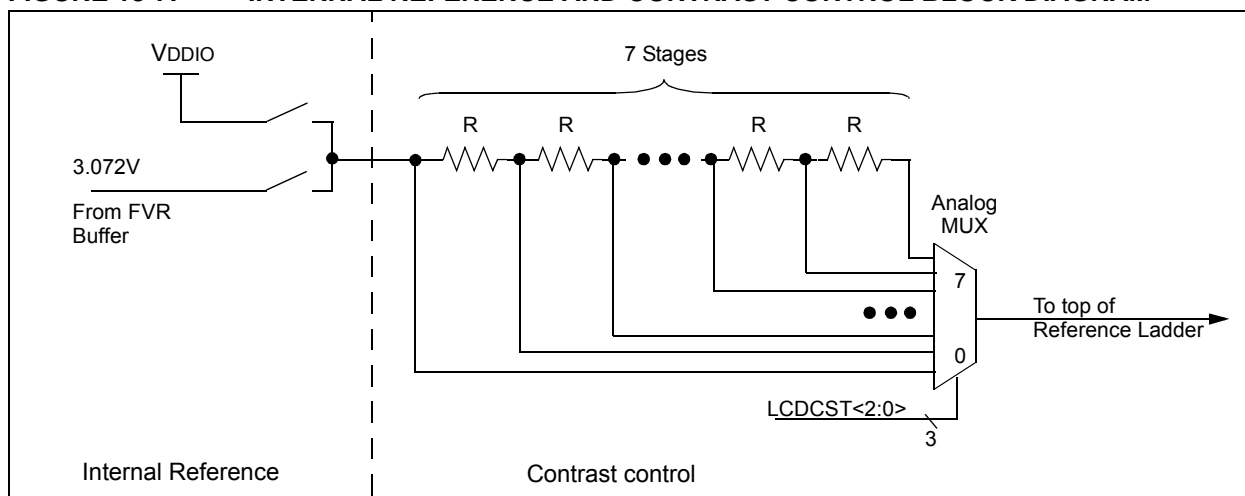 VDDIO
7 Stages
R
R
R
R
3.072V
From FVR
Buffer
Analog
MUX
7
To top of
Reference Ladder
0
LCDCST<2:0>
3
Internal Reference
Contrast control